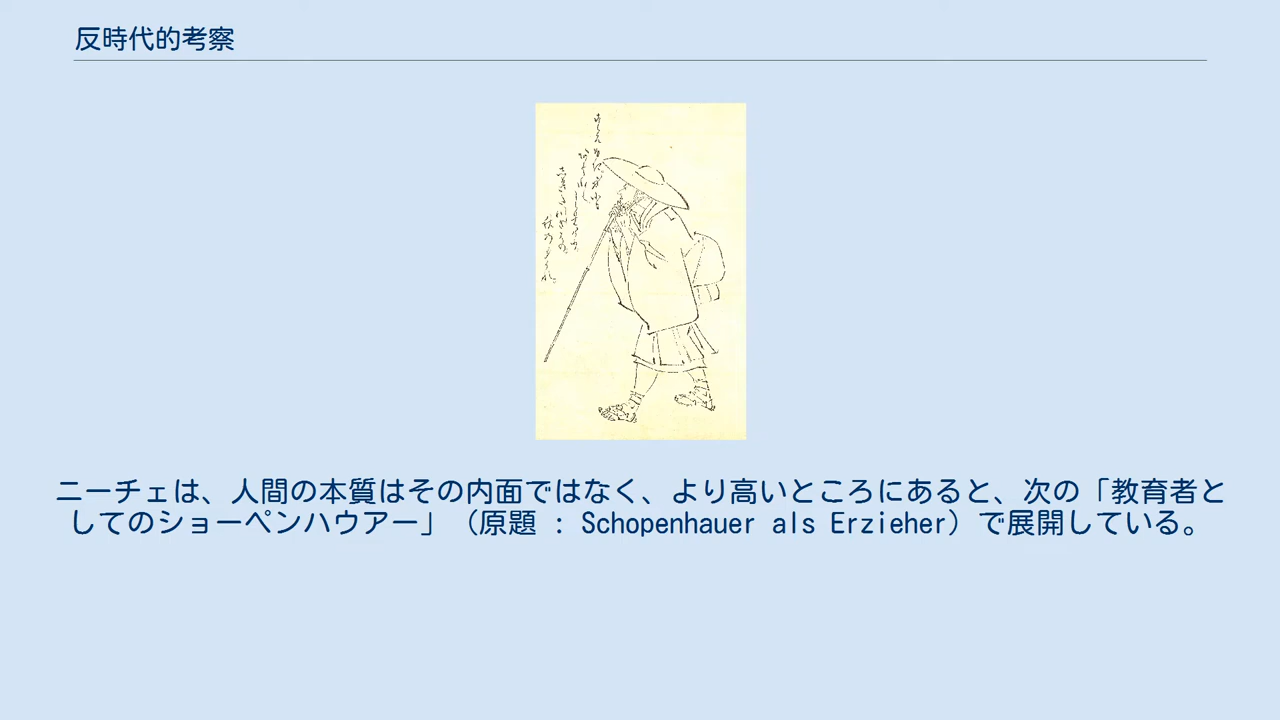 反時代的考察
ニーチェは、人間の本質はその内面ではなく、より高いところにあると、次の「教育者と
してのショーペンハウアー」（原題 : Schopenhauer als Erzieher）で展開している。